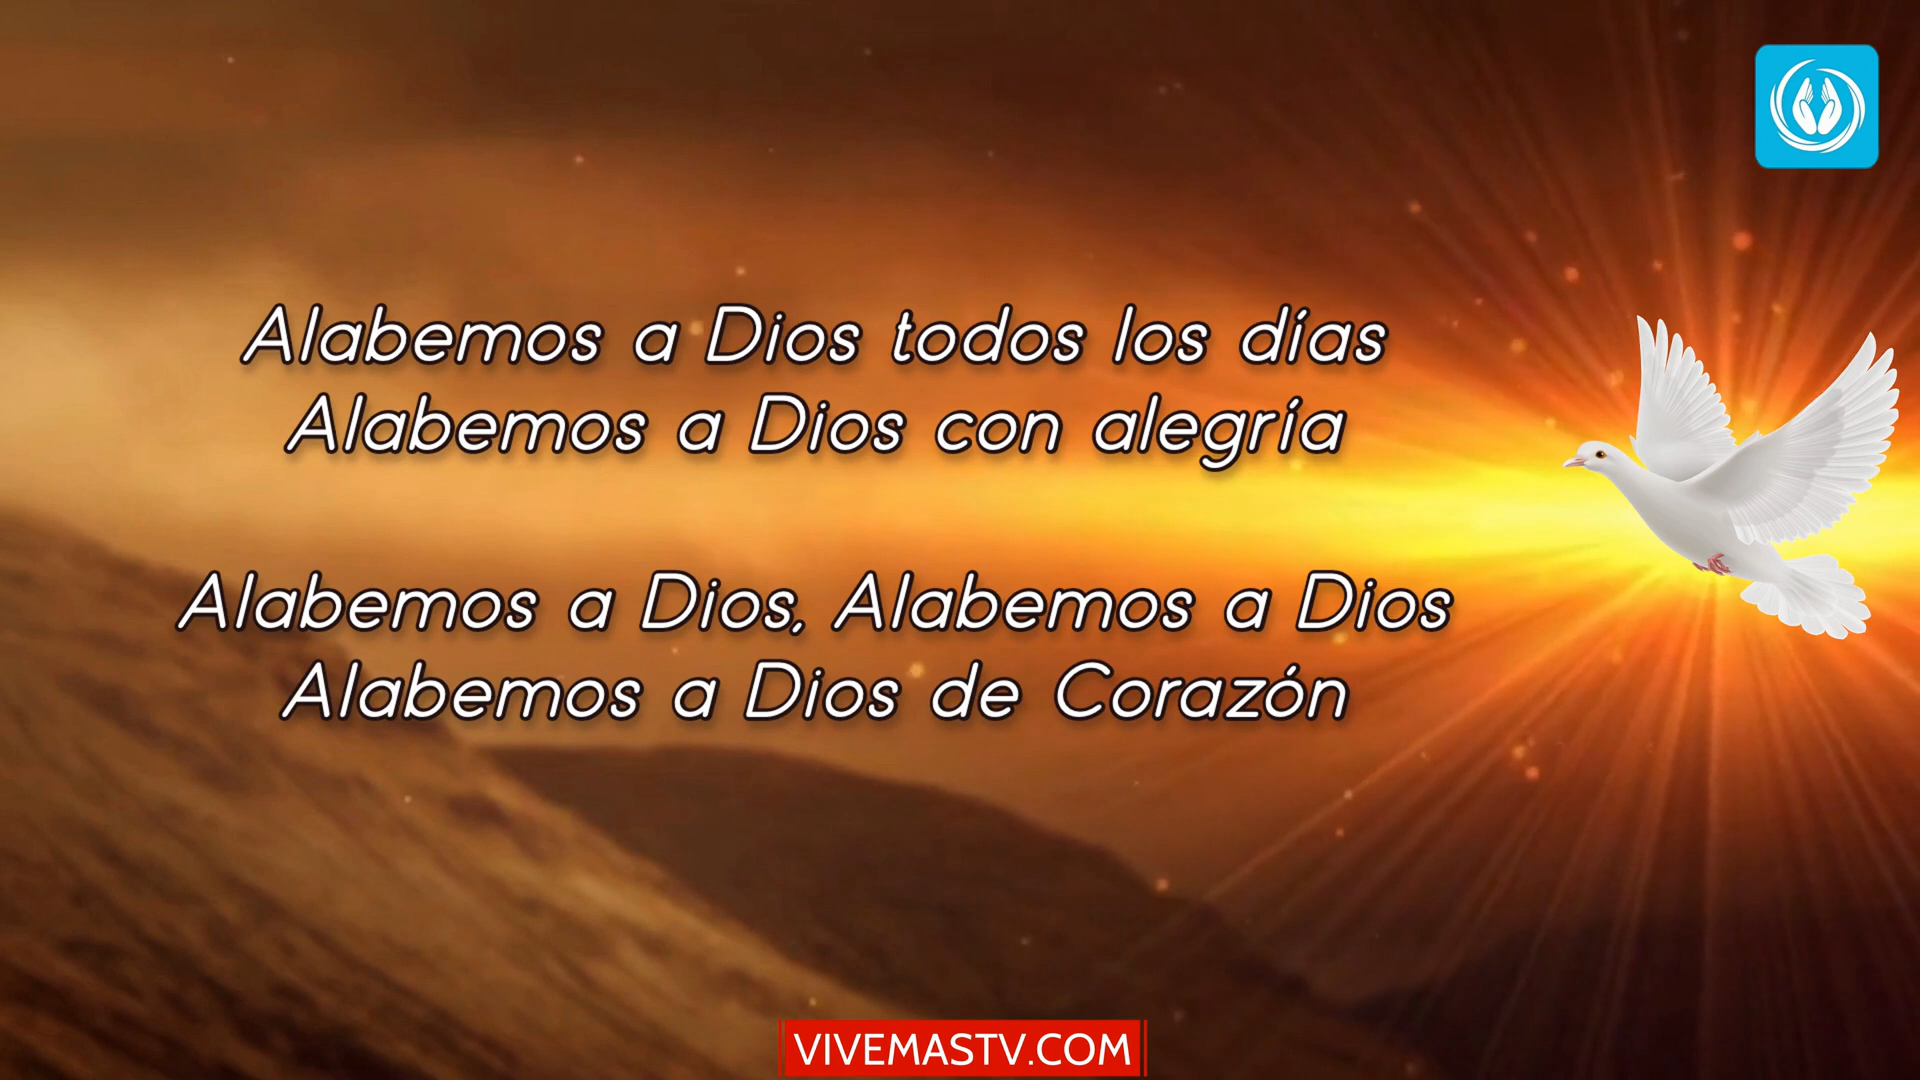 Alabemos a Dios todos los días
Alabemos a Dios con alegría
Alabemos a Dios, Alabemos a Dios
Alabemos a Dios de Corazón
VIVEMASTV.COM